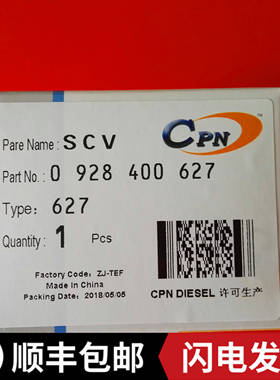 CPN
Pare Name: SCV
Part No.: 0 928 400 627
Type: 627
Quantity: 1 Pcs
Factory Code: ZJ-TEF
Made in China
Packing Date: 2018/05/05
CPN DIESEL 许可生产
顺丰包邮
闪电发